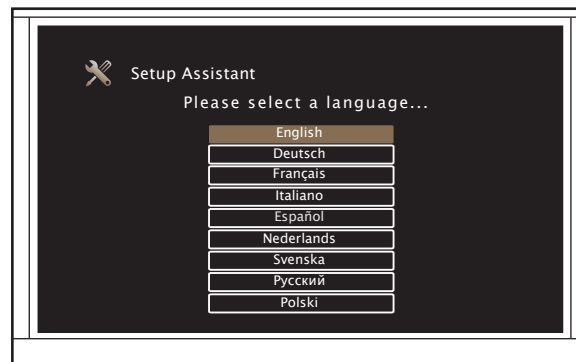 Setup Assistant
Please select a language...
English
Deutsch
Français
Italiano
Español
Nederlands
Svenska
Русский
Polski